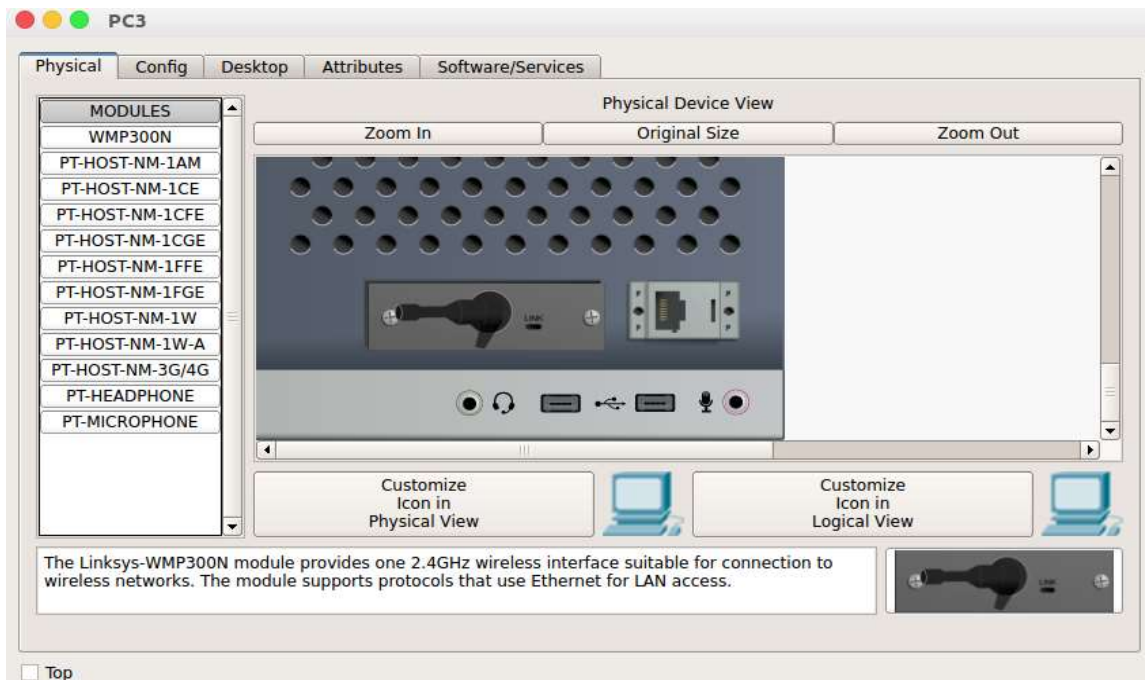 PC3
Physical
Config
Desktop
Attributes
Software/Services
MODULES
WMP300N
PT-HOST-NM-1AM
PT-HOST-NM-1CE
PT-HOST-NM-1CFE
PT-HOST-NM-1CGE
PT-HOST-NM-1FFE
PT-HOST-NM-1FGE
PT-HOST-NM-1W
PT-HOST-NM-1W-A
PT-HOST-NM-3G/4G
PT-HEADPHONE
PT-MICROPHONE
Physical Device View
Zoom In
Original Size
Zoom Out
LINK
Customize
Icon in
Physical View
Customize
Icon in
Logical View
The Linksys-WMP300N module provides one 2.4GHz wireless interface suitable for connection to
wireless networks. The module supports protocols that use Ethernet for LAN access.
LINK
Top